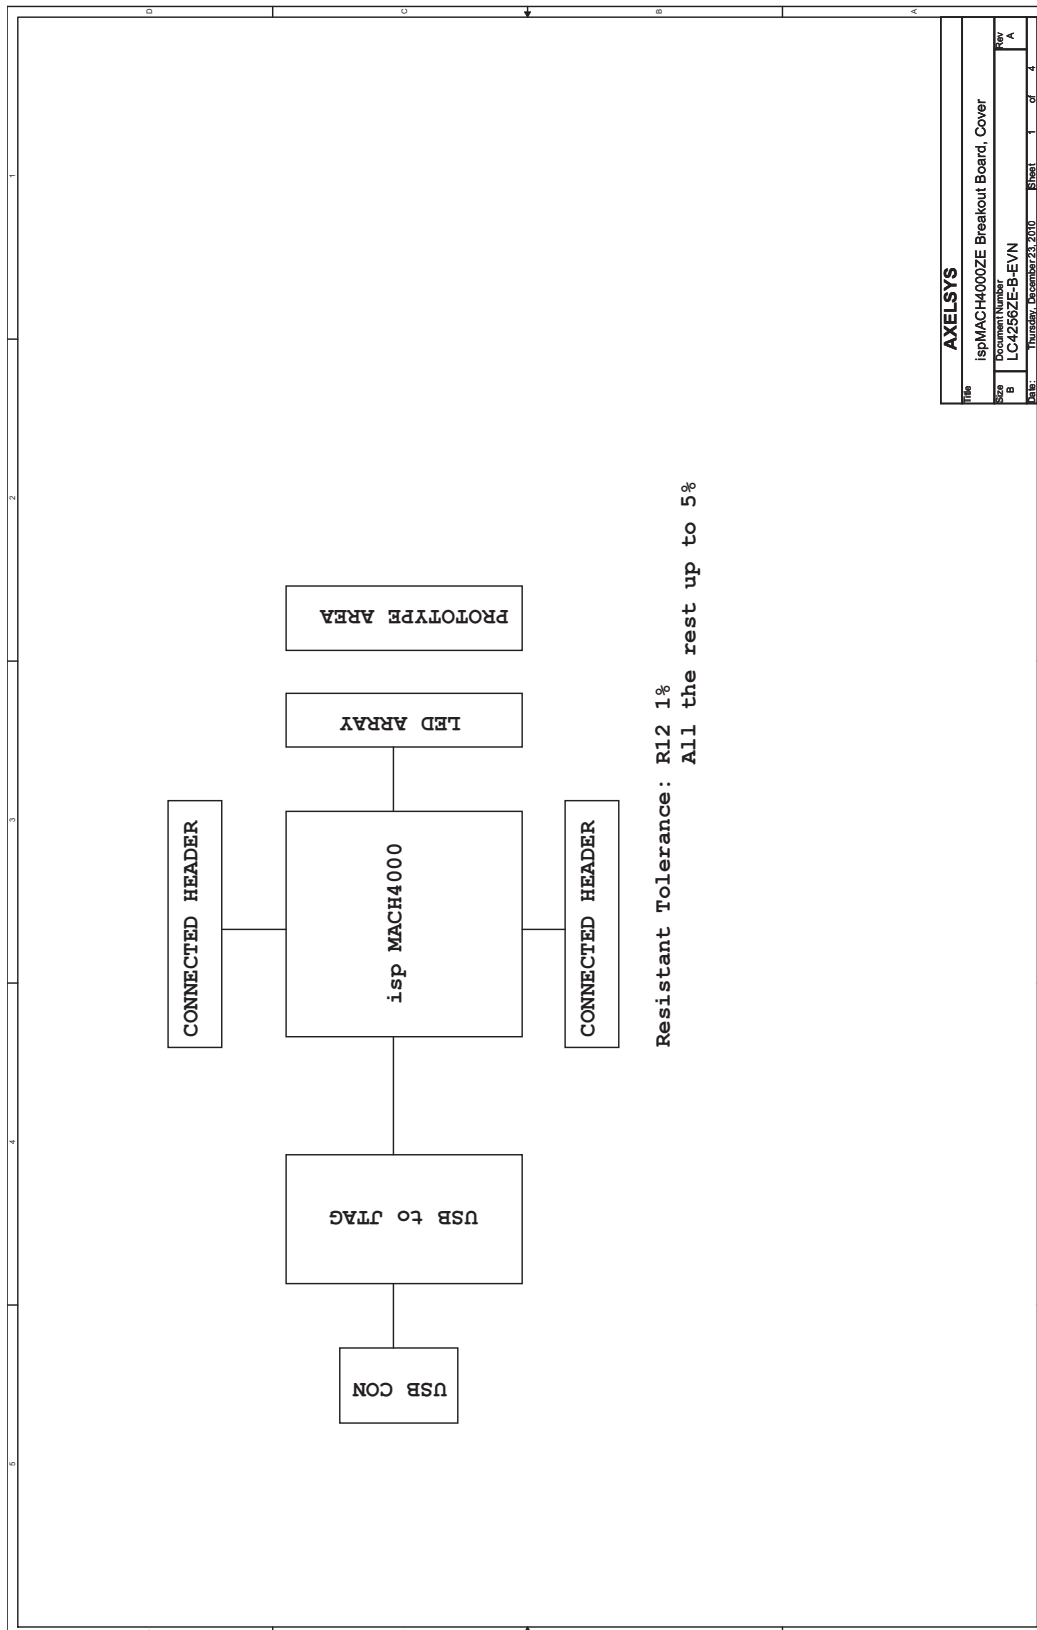 5
4
3
2
1
D
C
B
A
CONNECTED HEADER
USB CON
USB to JTAG
isp MACH4000
LED ARRAY
PROTOTYPE AREA
CONNECTED HEADER
Resistant Tolerance: R12 1%
All the rest up to 5%
AXELSYS
Title
ispMACH4000ZE Breakout Board, Cover
Size Document Number Rev
B LC4256ZE-B-EVN A
Date: Thursday, December 23, 2010 Sheet 1 of 4